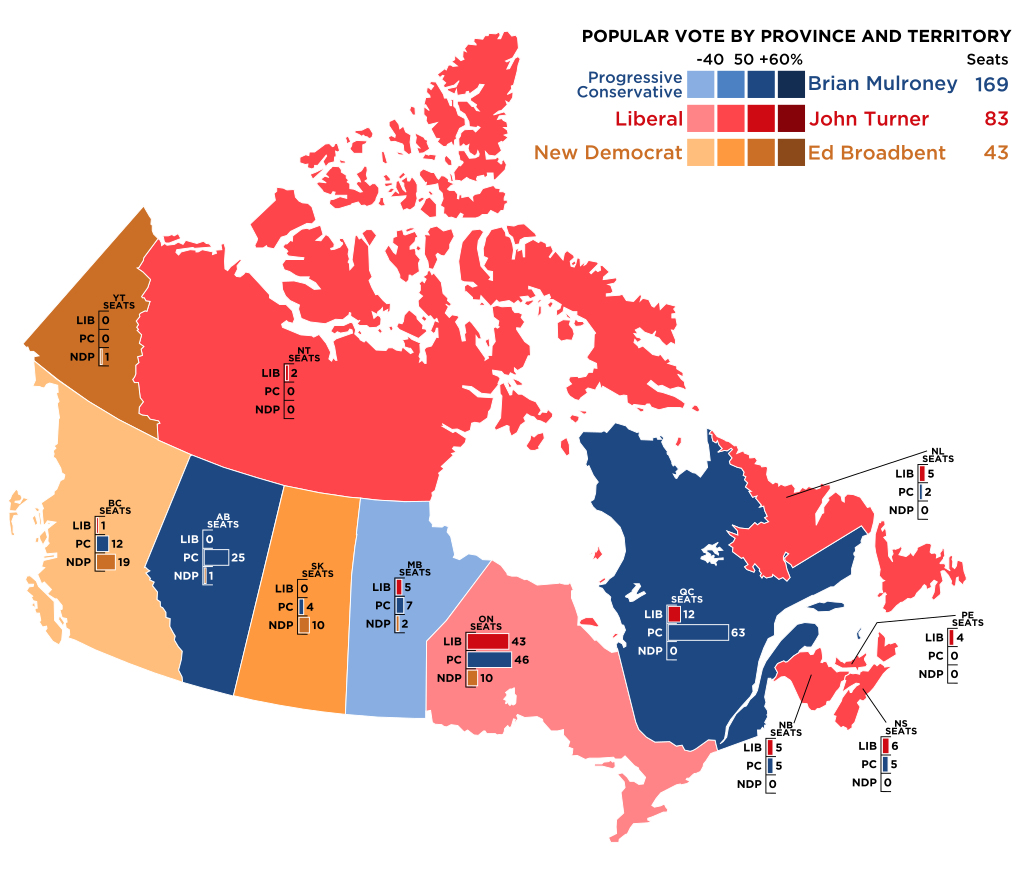 POPULAR VOTE BY PROVINCE AND TERRITORY
-40 50 +60% Seats
Progressive
Conservative Brian Mulroney 169
Liberal John Turner 83
New Democrat Ed Broadbent 43
YT
SEATS
LIB 0
PC 0
NDP 1
NT
SEATS
LIB 2
PC 0
NDP 0
NL
SEATS
LIB 5
PC 2
NDP 0
BC
SEATS
LIB 1
PC 12
NDP 19
AB
SEATS
LIB 0
PC 25
NDP 1
SK
SEATS
LIB 0
PC 4
NDP 10
MB
SEATS
LIB 5
PC 7
NDP 2
ON
SEATS
LIB 43
PC 46
NDP 10
QC
SEATS
LIB 12
PC 63
NDP 0
PE
SEATS
LIB 4
PC 0
NDP 0
NB
SEATS
LIB 5
PC 5
NDP 0
NS
SEATS
LIB 6
PC 5
NDP 0